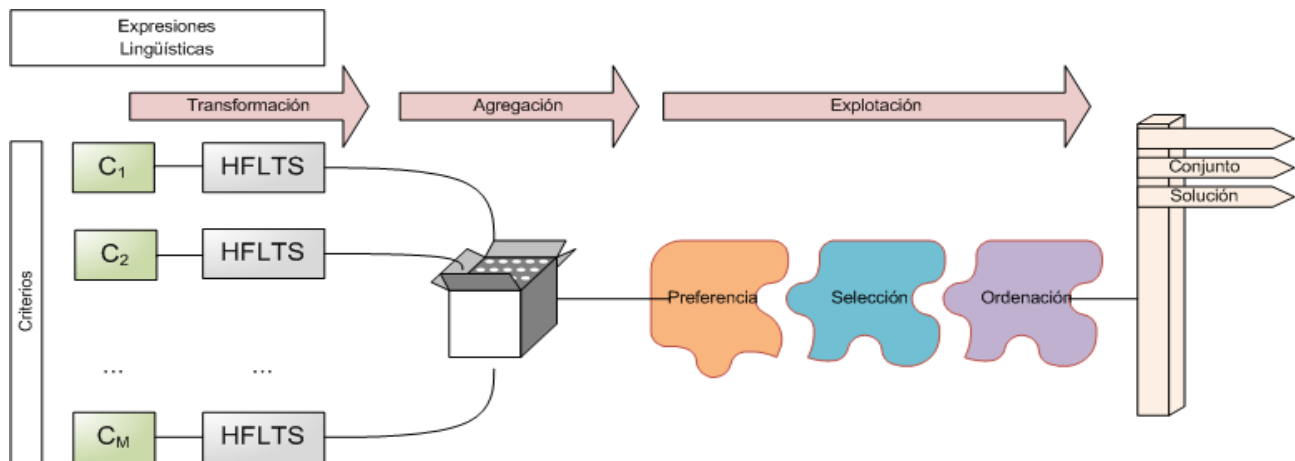 Expresiones
Lingüísticas
Transformación
Agregación
Explotación
Criterios
C1
HFLTS
C2
HFLTS
...
...
CM
HFLTS
Preferencia
Selección
Ordenación
Conjunto
Solución